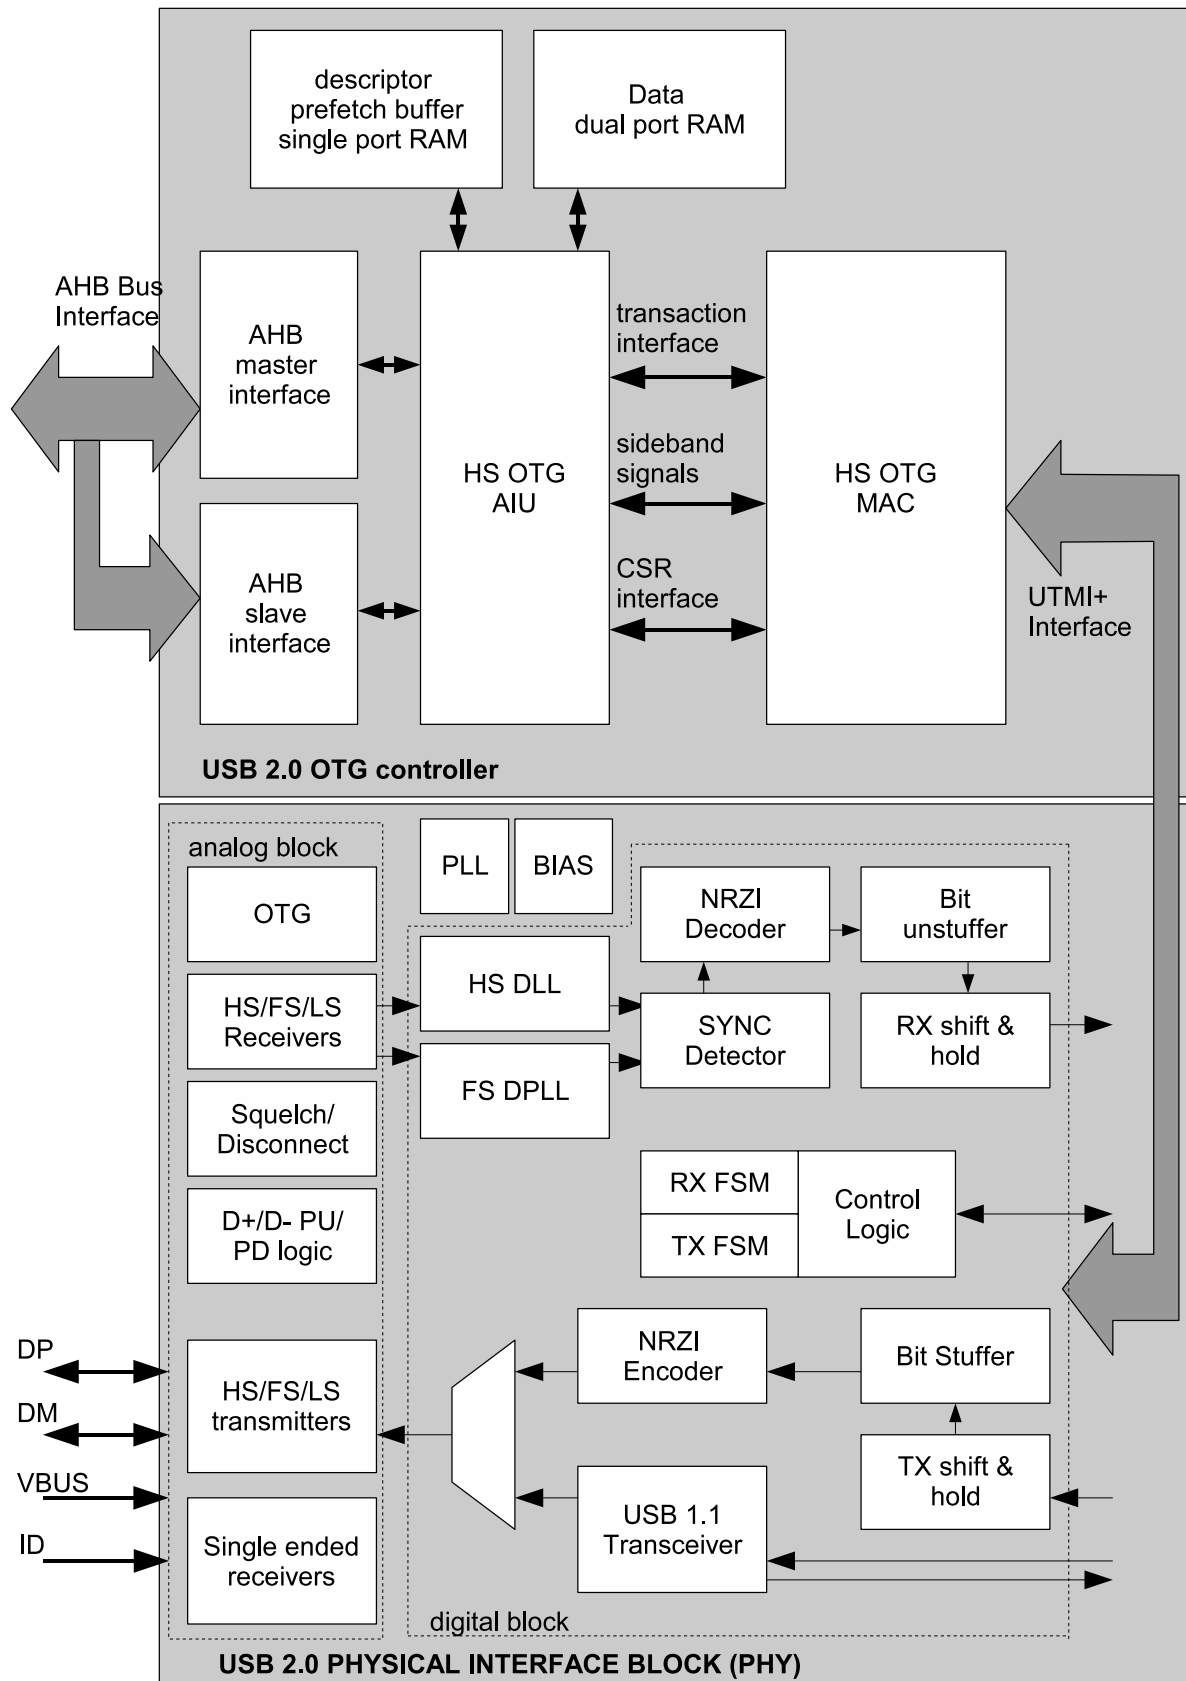 descriptor
prefetch buffer
single port RAM
Data
dual port RAM
AHB Bus
Interface
AHB
master
interface
HS OTG
AIU
transaction
interface
sideband
signals
CSR
interface
HS OTG
MAC
AHB
slave
interface
UTMI+
Interface
USB 2.0 OTG controller
analog block
OTG
HS/FS/LS
Receivers
Squelch/
Disconnect
D+/D- PU/
PD logic
HS/FS/LS
transmitters
Single ended
receivers
DP
DM
VBUS
ID
PLL
BIAS
HS DLL
FS DPLL
NRZI
Decoder
Bit
unstuffer
SYNC
Detector
RX shift &
hold
RX FSM
TX FSM
Control
Logic
NRZI
Encoder
Bit Stuffer
TX shift &
hold
USB 1.1
Transceiver
digital block
USB 2.0 PHYSICAL INTERFACE BLOCK (PHY)